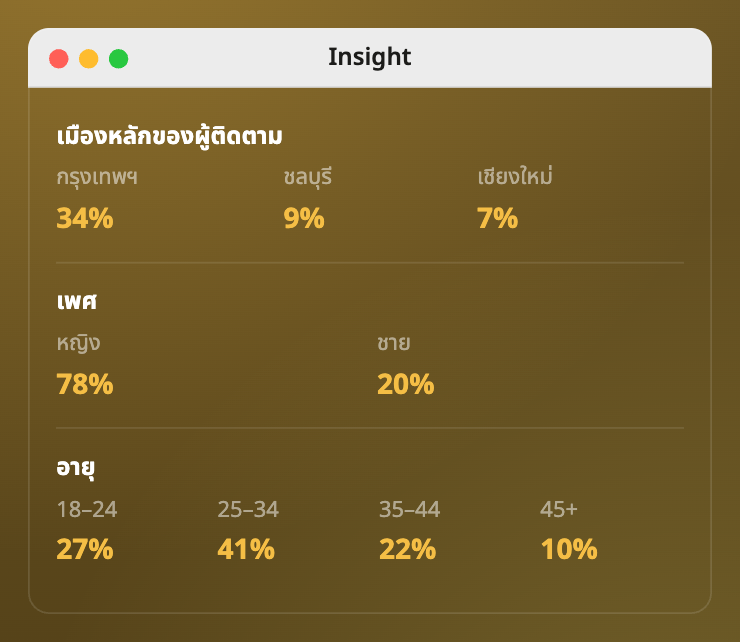 Insight
เมืองหลักของผู้ติดตาม
กรุงเทพฯ ชลบุรี เชียงใหม่
34% 9% 7%
เพศ
หญิง ชาย
78% 20%
อายุ
18–24 25–34 35–44 45+
27% 41% 22% 10%